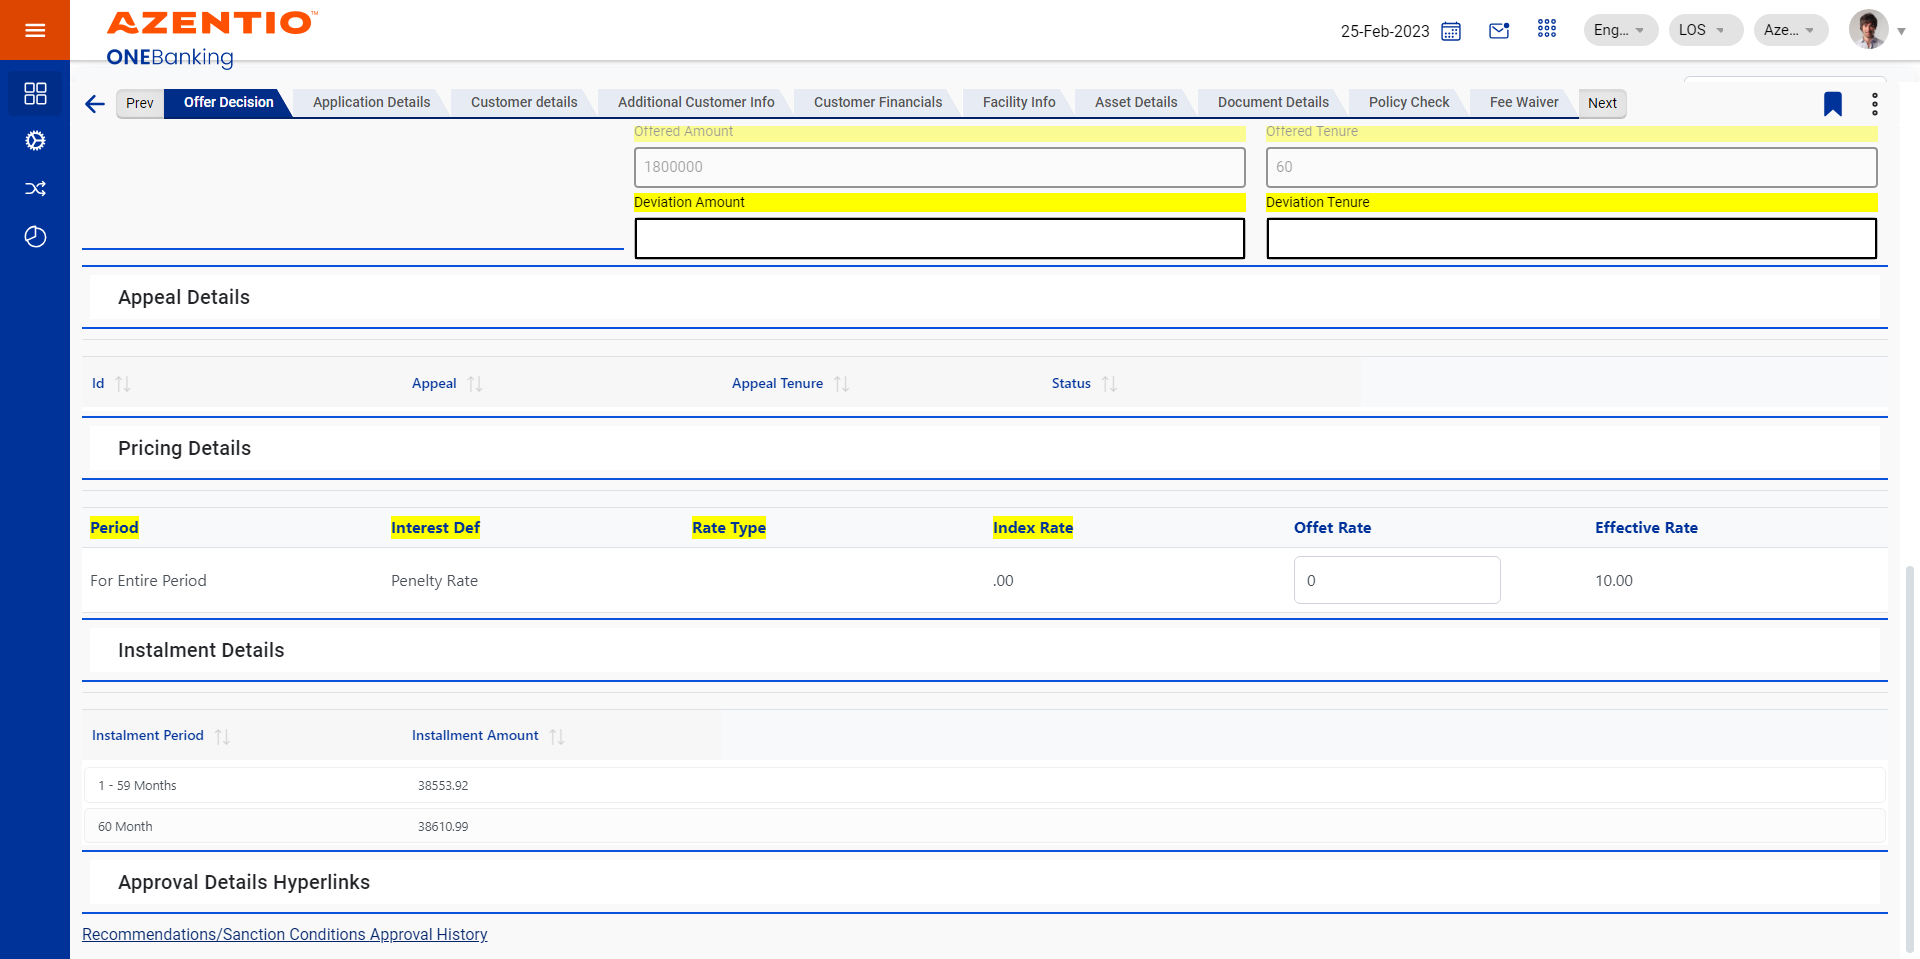 AZENTIO™
ONEBanking
25-Feb-2023
Eng...
LOS
Aze...
Prev
Offer Decision
Application Details
Customer details
Additional Customer Info
Customer Financials
Facility Info
Asset Details
Document Details
Policy Check
Fee Waiver
Next
Offered Amount
Offered Tenure
1800000
60
Deviation Amount
Deviation Tenure
Appeal Details
Id
Appeal
Appeal Tenure
Status
Pricing Details
Period
Interest Def
Rate Type
Index Rate
Offet Rate
Effective Rate
For Entire Period
Penelty Rate
.00
0
10.00
Instalment Details
Instalment Period
Installment Amount
1 - 59 Months
38553.92
60 Month
38610.99
Approval Details Hyperlinks
Recommendations/Sanction Conditions Approval History